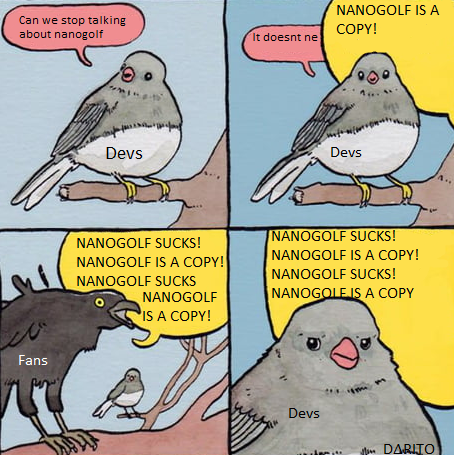 Can we stop talking
about nanogolf
Devs
It doesnt ne
NANOGOLF IS A
COPY!
Devs
NANOGOLF SUCKS!
NANOGOLF IS A COPY!
NANOGOLF SUCKS
NANOGOLF
IS A COPY!
Fans
NANOGOLF SUCKS!
NANOGOLF IS A COPY!
NANOGOLF SUCKS!
NANOGOLF IS A COPY
Devs
DARITO